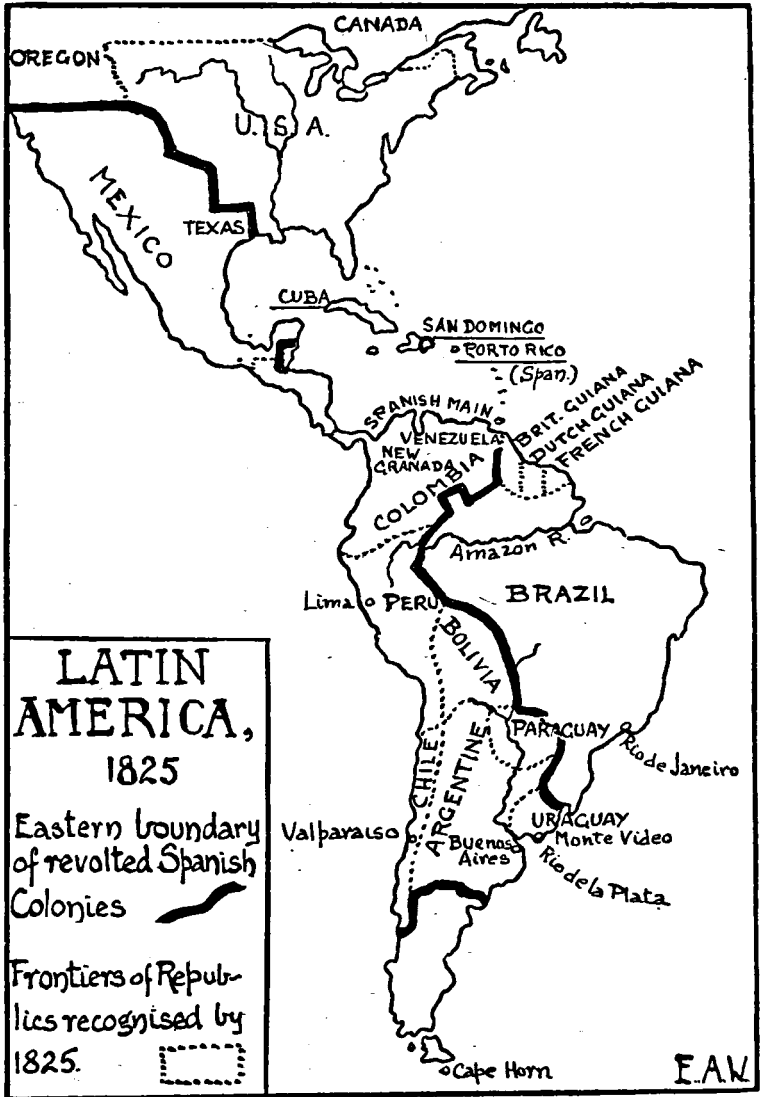 CANADA
OREGON
U.S.A.
MEXICO
TEXAS
CUBA
SAN DOMINGO
PORTO RICO
(Span.)
SPANISH MAIN
BRIT. GUIANA
DUTCH GUIANA
FRENCH GUIANA
VENEZUELA
NEW
GRANADA
COLOMBIA
Amazon R.
Lima
PERU
BRAZIL
BOLIVIA
PARAGUAY
Rio de Janeiro
CHILE
ARGENTINE
URAGUAY
Valparaiso
Monte Video
Buenos
Aires
Rio de la Plata
Cape Horn
LATIN
AMERICA,
1825
Eastern boundary
of revolted Spanish
Colonies
Frontiers of Repub-
lics recognised by
1825.
E.A.W.